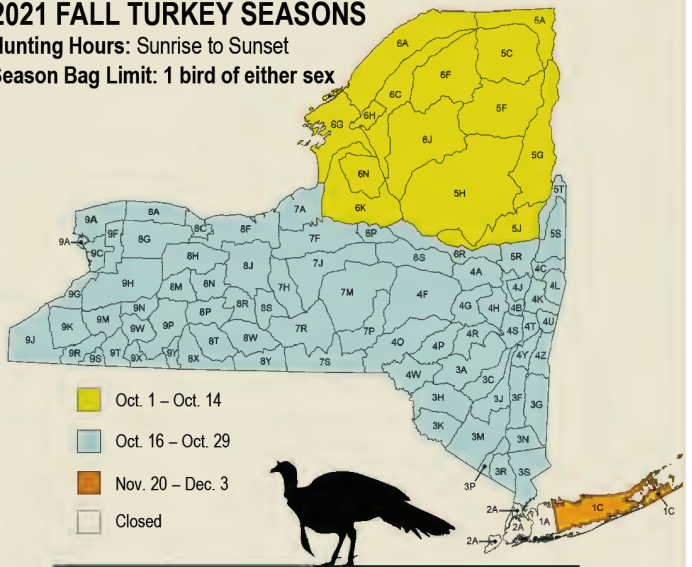 2021 FALL TURKEY SEASONS
Hunting Hours: Sunrise to Sunset
Season Bag Limit: 1 bird of either sex
5A
6A
5C
6F
6C
5F
6G
6H
6J
5G
6N
5H
6K
5J
5T
7A
9A
8A
8C
8F
9F
9A
8G
7F
6P
5S
9C
8H
6S
6R
5R
8J
7J
4A
4C
9G
9H
8M
8N
7H
7M
4F
4J
4L
9N
8R
8S
4G
4H
4B
4K
9K
9M
9W
9P
8P
7R
7P
4R
4S
4T
4U
9J
8T
8W
4O
4P
9R
9S
9T
9X
9Y
8X
8Y
7S
4Y
4Z
4W
3A
3C
3H
3J
3F
3G
3K
3M
3N
3P
3R
3S
2A
2A
1A
1C
1C
2A
Oct. 1 – Oct. 14
Oct. 16 – Oct. 29
Nov. 20 – Dec. 3
Closed